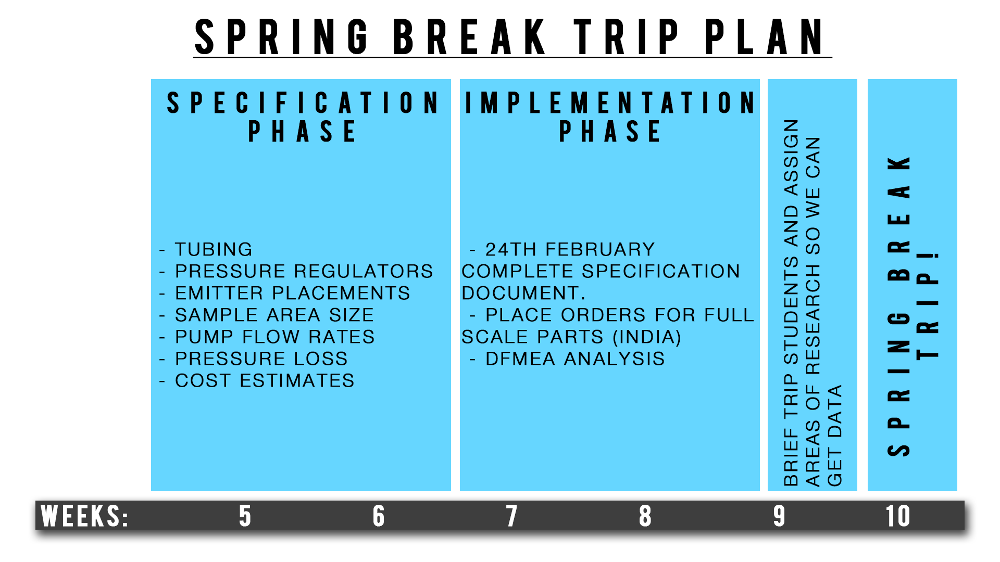 SPRING BREAK TRIP PLAN
SPECIFICATION
PHASE
- TUBING
- PRESSURE REGULATORS
- EMITTER PLACEMENTS
- SAMPLE AREA SIZE
- PUMP FLOW RATES
- PRESSURE LOSS
- COST ESTIMATES
IMPLEMENTATION
PHASE
- 24TH FEBRUARY
COMPLETE SPECIFICATION
DOCUMENT.
- PLACE ORDERS FOR FULL
SCALE PARTS (INDIA)
- DFMEA ANALYSIS
BRIEF TRIP STUDENTS AND ASSIGN
AREAS OF RESEARCH SO WE CAN
GET DATA
SPRING BREAK
TRIP!
WEEKS: 5 6 7 8 9 10